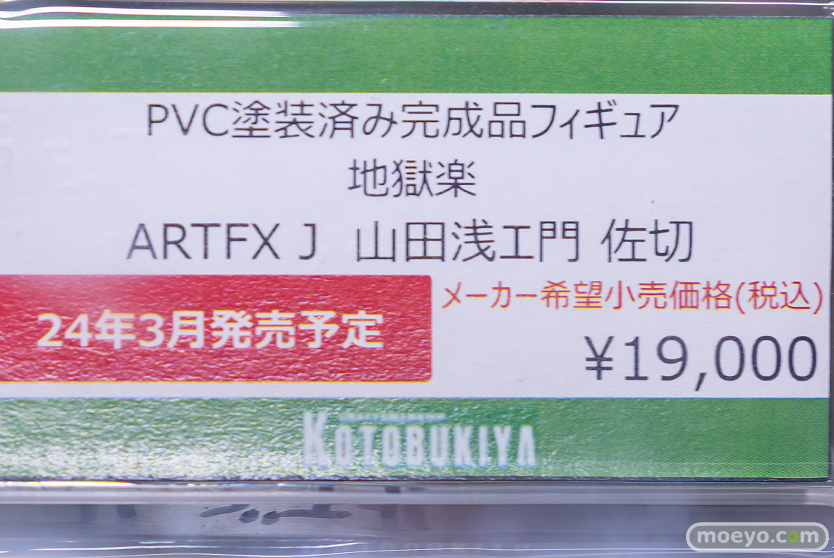 PVC塗装済み完成品フィギュア
地獄楽
ARTFX J 山田浅エ門 佐切
24年3月発売予定
メーカー希望小売価格(税込)
¥19,000
KOTOBUKIYA
moeyo.com